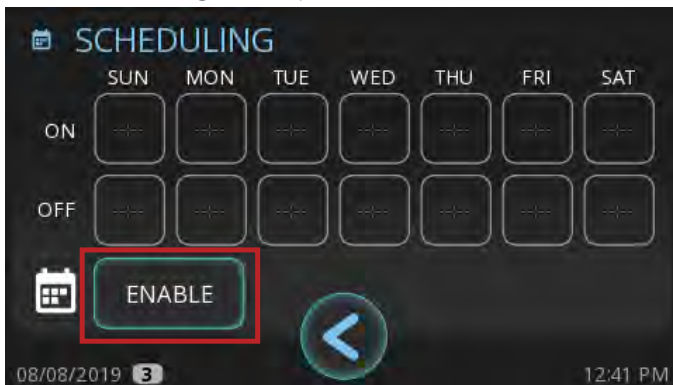 SCHEDULING
SUN MON TUE WED THU FRI SAT
ON --:-- --:-- --:-- --:-- --:-- --:-- --:--
OFF --:-- --:-- --:-- --:-- --:-- --:-- --:--
ENABLE
08/08/2019 3 12:41 PM